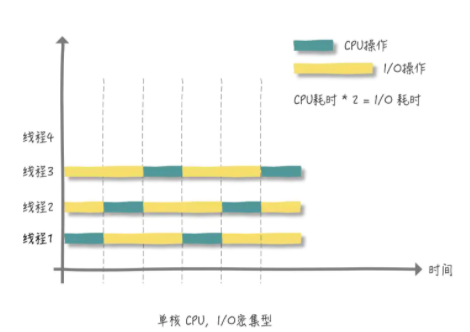 CPU操作
I/O操作
CPU耗时 * 2 = I/O 耗时
线程4
线程3
线程2
线程1
时间
单核 CPU, I/O密集型